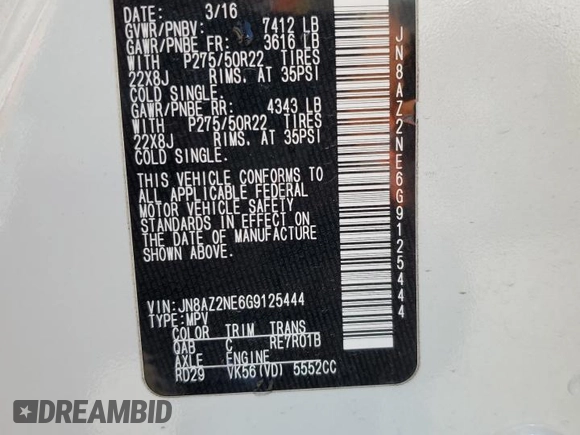 DATE: 3/16
GVWR/PNBV: 7412 LB
GAWR/PNBE FR: 3616 LB
WITH P275/50R22 TIRES
22X8J RIMS. AT 35PSI
COLD SINGLE.
GAWR/PNBE RR: 4343 LB
WITH P275/50R22 TIRES
22X8J RIMS. AT 35PSI
COLD SINGLE.
THIS VEHICLE CONFORMS TO
ALL APPLICABLE FEDERAL
MOTOR VEHICLE SAFETY
STANDARDS IN EFFECT ON
THE DATE OF MANUFACTURE
SHOWN ABOVE.
VIN: JN8AZ2NE6G9125444
TYPE: MPV
COLOR TRIM TRANS
QAB C RE7R01B
AXLE ENGINE
RD29 VK56(VD) 5552CC
JN8AZ2NE6G9125444
DREAMBID